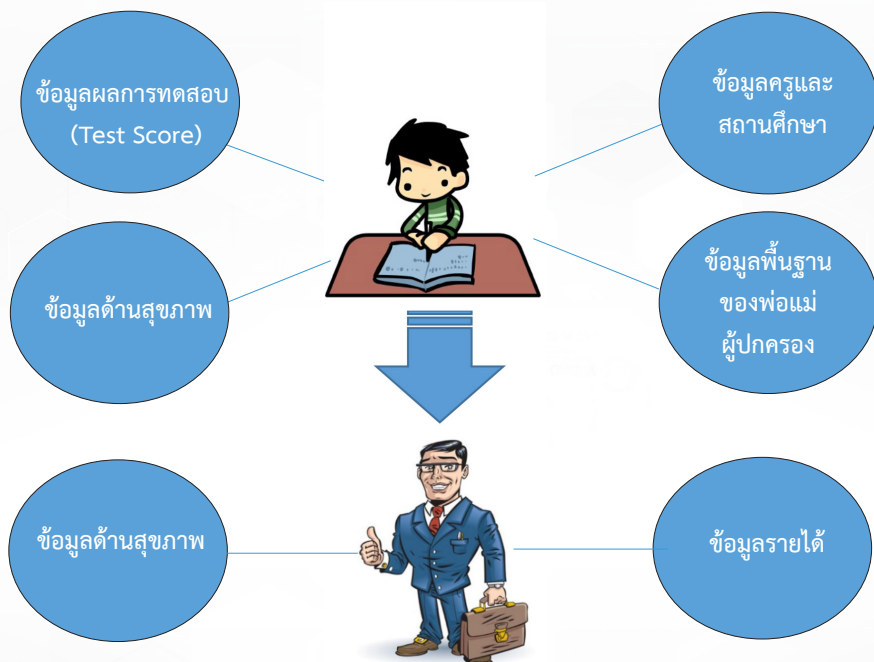 ข้อมูลผลการทดสอบ
(Test Score)
ข้อมูลครูและ
สถานศึกษา
ข้อมูลด้านสุขภาพ
ข้อมูลพื้นฐาน
ของพ่อแม่
ผู้ปกครอง
ข้อมูลด้านสุขภาพ
ข้อมูลรายได้